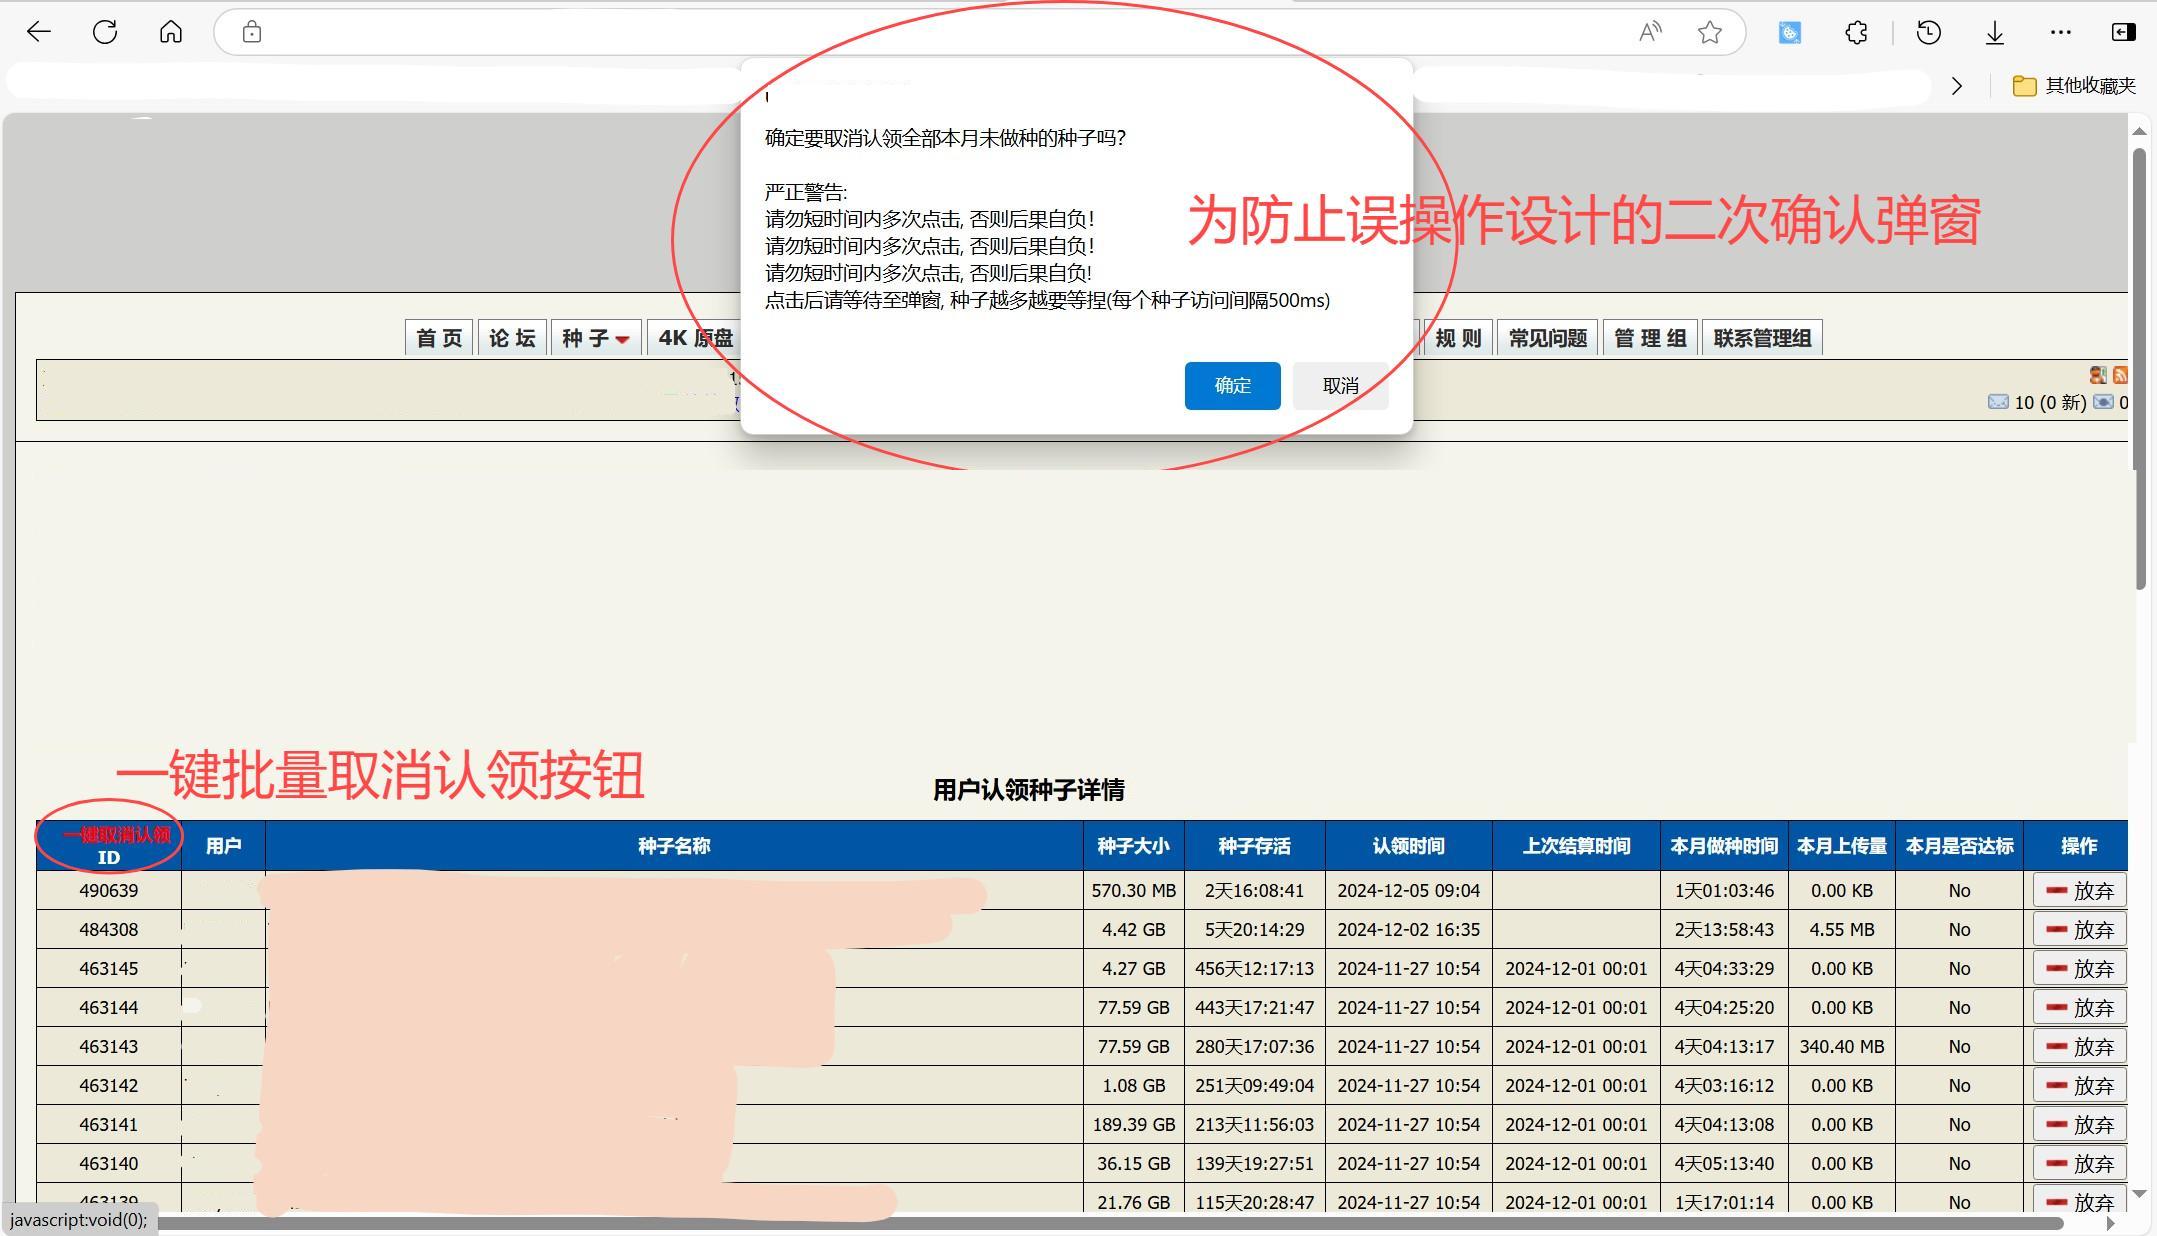 其他收藏夹
确定要取消认领全部本月未做种的种子吗?
严正警告:
请勿短时间内多次点击, 否则后果自负!
请勿短时间内多次点击, 否则后果自负!
请勿短时间内多次点击, 否则后果自负!
点击后请等待至弹窗, 种子越多越要等捏(每个种子访问间隔500ms)
确定 取消
为防止误操作设计的二次确认弹窗
首 页 论 坛 种 子 4K 原盘 规 则 常见问题 管 理 组 联系管理组
10 (0 新) 0
一键批量取消认领按钮
用户认领种子详情
一键取消认领
ID 用户 种子名称 种子大小 种子存活 认领时间 上次结算时间 本月做种时间 本月上传量 本月是否达标 操作
490639 570.30 MB 2天16:08:41 2024-12-05 09:04 1天01:03:46 0.00 KB No 放弃
484308 4.42 GB 5天20:14:29 2024-12-02 16:35 2天13:58:43 4.55 MB No 放弃
463145 4.27 GB 456天12:17:13 2024-11-27 10:54 2024-12-01 00:01 4天04:33:29 0.00 KB No 放弃
463144 77.59 GB 443天17:21:47 2024-11-27 10:54 2024-12-01 00:01 4天04:25:20 0.00 KB No 放弃
463143 77.59 GB 280天17:07:36 2024-11-27 10:54 2024-12-01 00:01 4天04:13:17 340.40 MB No 放弃
463142 1.08 GB 251天09:49:04 2024-11-27 10:54 2024-12-01 00:01 4天03:16:12 0.00 KB No 放弃
463141 189.39 GB 213天11:56:03 2024-11-27 10:54 2024-12-01 00:01 4天04:13:08 0.00 KB No 放弃
463140 36.15 GB 139天19:27:51 2024-11-27 10:54 2024-12-01 00:01 4天05:13:40 0.00 KB No 放弃
463139 21.76 GB 115天20:28:47 2024-11-27 10:54 2024-12-01 00:01 1天17:01:14 0.00 KB No 放弃
javascript:void(0);